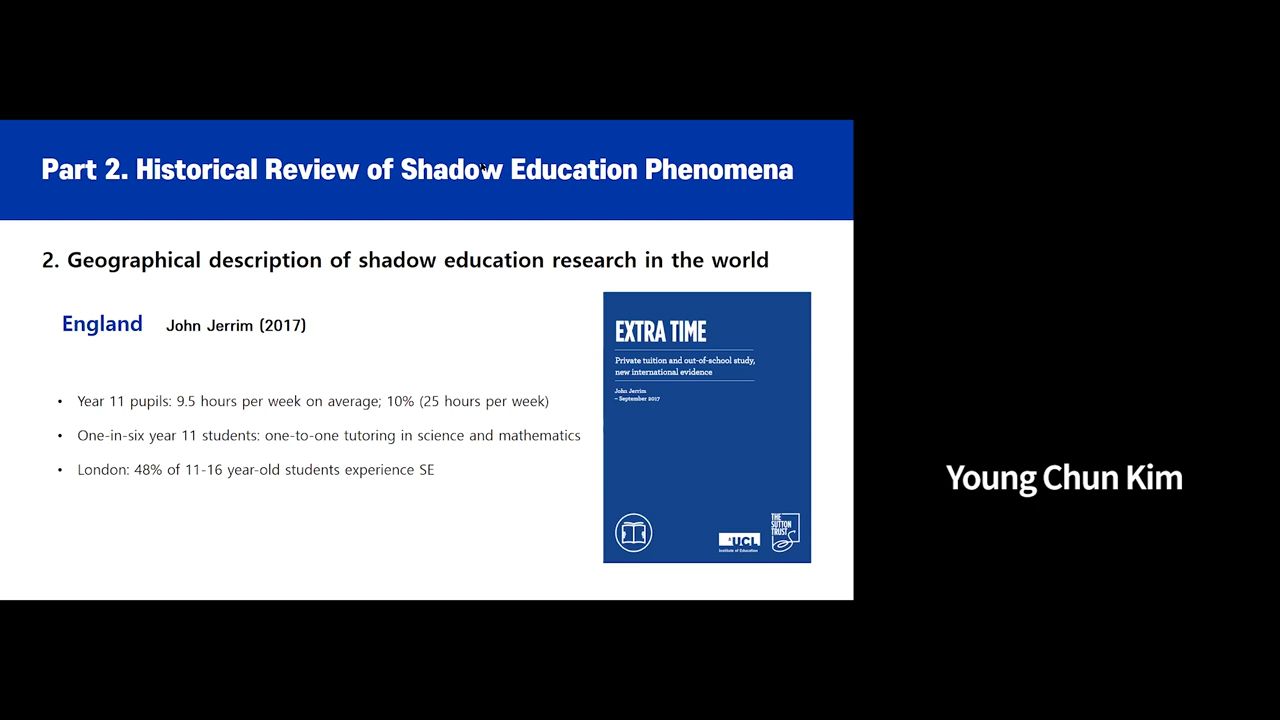 Part 2. Historical Review of Shadow Education Phenomena
2. Geographical description of shadow education research in the world
England John Jerrim (2017)
• Year 11 pupils: 9.5 hours per week on average; 10% (25 hours per week)
• One-in-six year 11 students: one-to-one tutoring in science and mathematics
• London: 48% of 11-16 year-old students experience SE
EXTRA TIME
Private tuition and out-of-school study,
new international evidence
John Jerrim
– September 2017
UCL
Institute of Education
THE
SUTTON
TRUST
Young Chun Kim